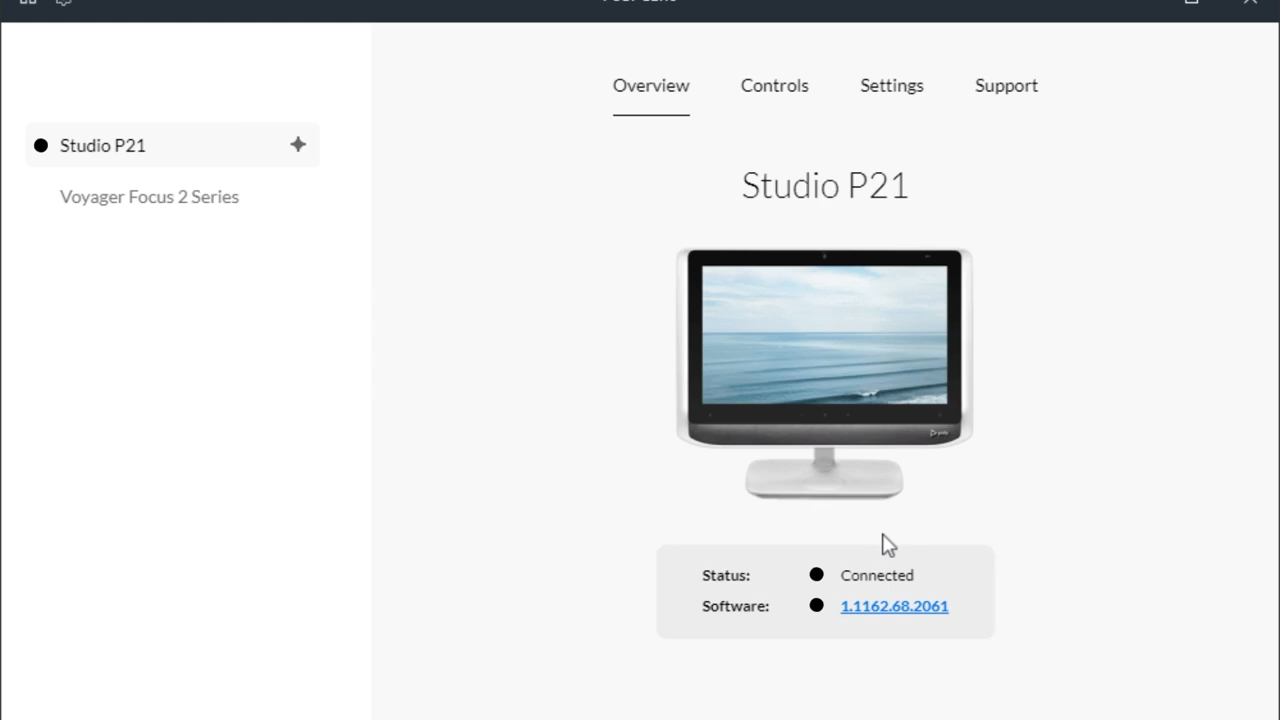 Overview Controls Settings Support
Studio P21
Voyager Focus 2 Series
Studio P21
poly
Status: Connected
Software: 1.1162.68.2061